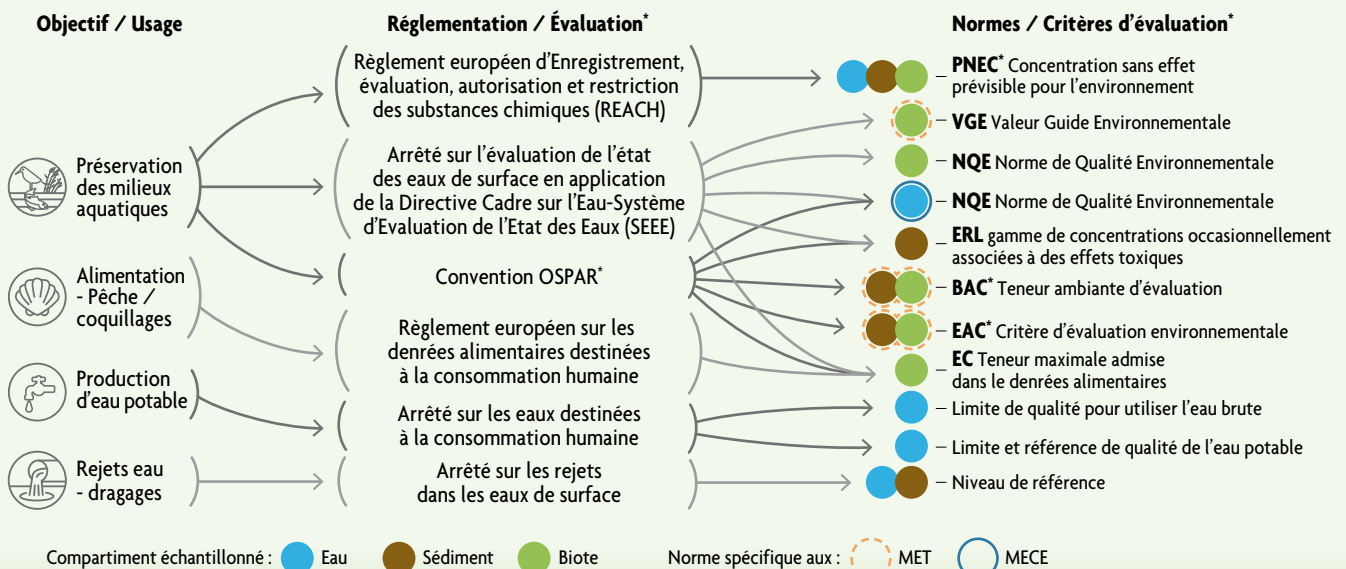 Objectif / Usage
Réglementation / Évaluation*
Normes / Critères d'évaluation*
Préservation
des milieux
aquatiques
Alimentation
- Pêche /
coquillages
Production
d'eau potable
Rejets eau
- dragages
Règlement européen d'Enregistrement,
évaluation, autorisation et restriction
des substances chimiques (REACH)
Arrêté sur l'évaluation de l'état
des eaux de surface en application
de la Directive Cadre sur l'Eau-Système
d'Evaluation de l'Etat des Eaux (SEEE)
Convention OSPAR*
Règlement européen sur les
denrées alimentaires destinées
à la consommation humaine
Arrêté sur les eaux destinées
à la consommation humaine
Arrêté sur les rejets
dans les eaux de surface
– PNEC* Concentration sans effet
prévisible pour l'environnement
– VGE Valeur Guide Environnementale
– NQE Norme de Qualité Environnementale
– NQE Norme de Qualité Environnementale
– ERL gamme de concentrations occasionnellement
associées à des effets toxiques
– BAC* Teneur ambiante d'évaluation
– EAC* Critère d'évaluation environnementale
– EC Teneur maximale admise
dans le denrées alimentaires
– Limite de qualité pour utiliser l'eau brute
– Limite et référence de qualité de l'eau potable
– Niveau de référence
Compartiment échantillonné : Eau Sédiment Biote Norme spécifique aux : MET MECE